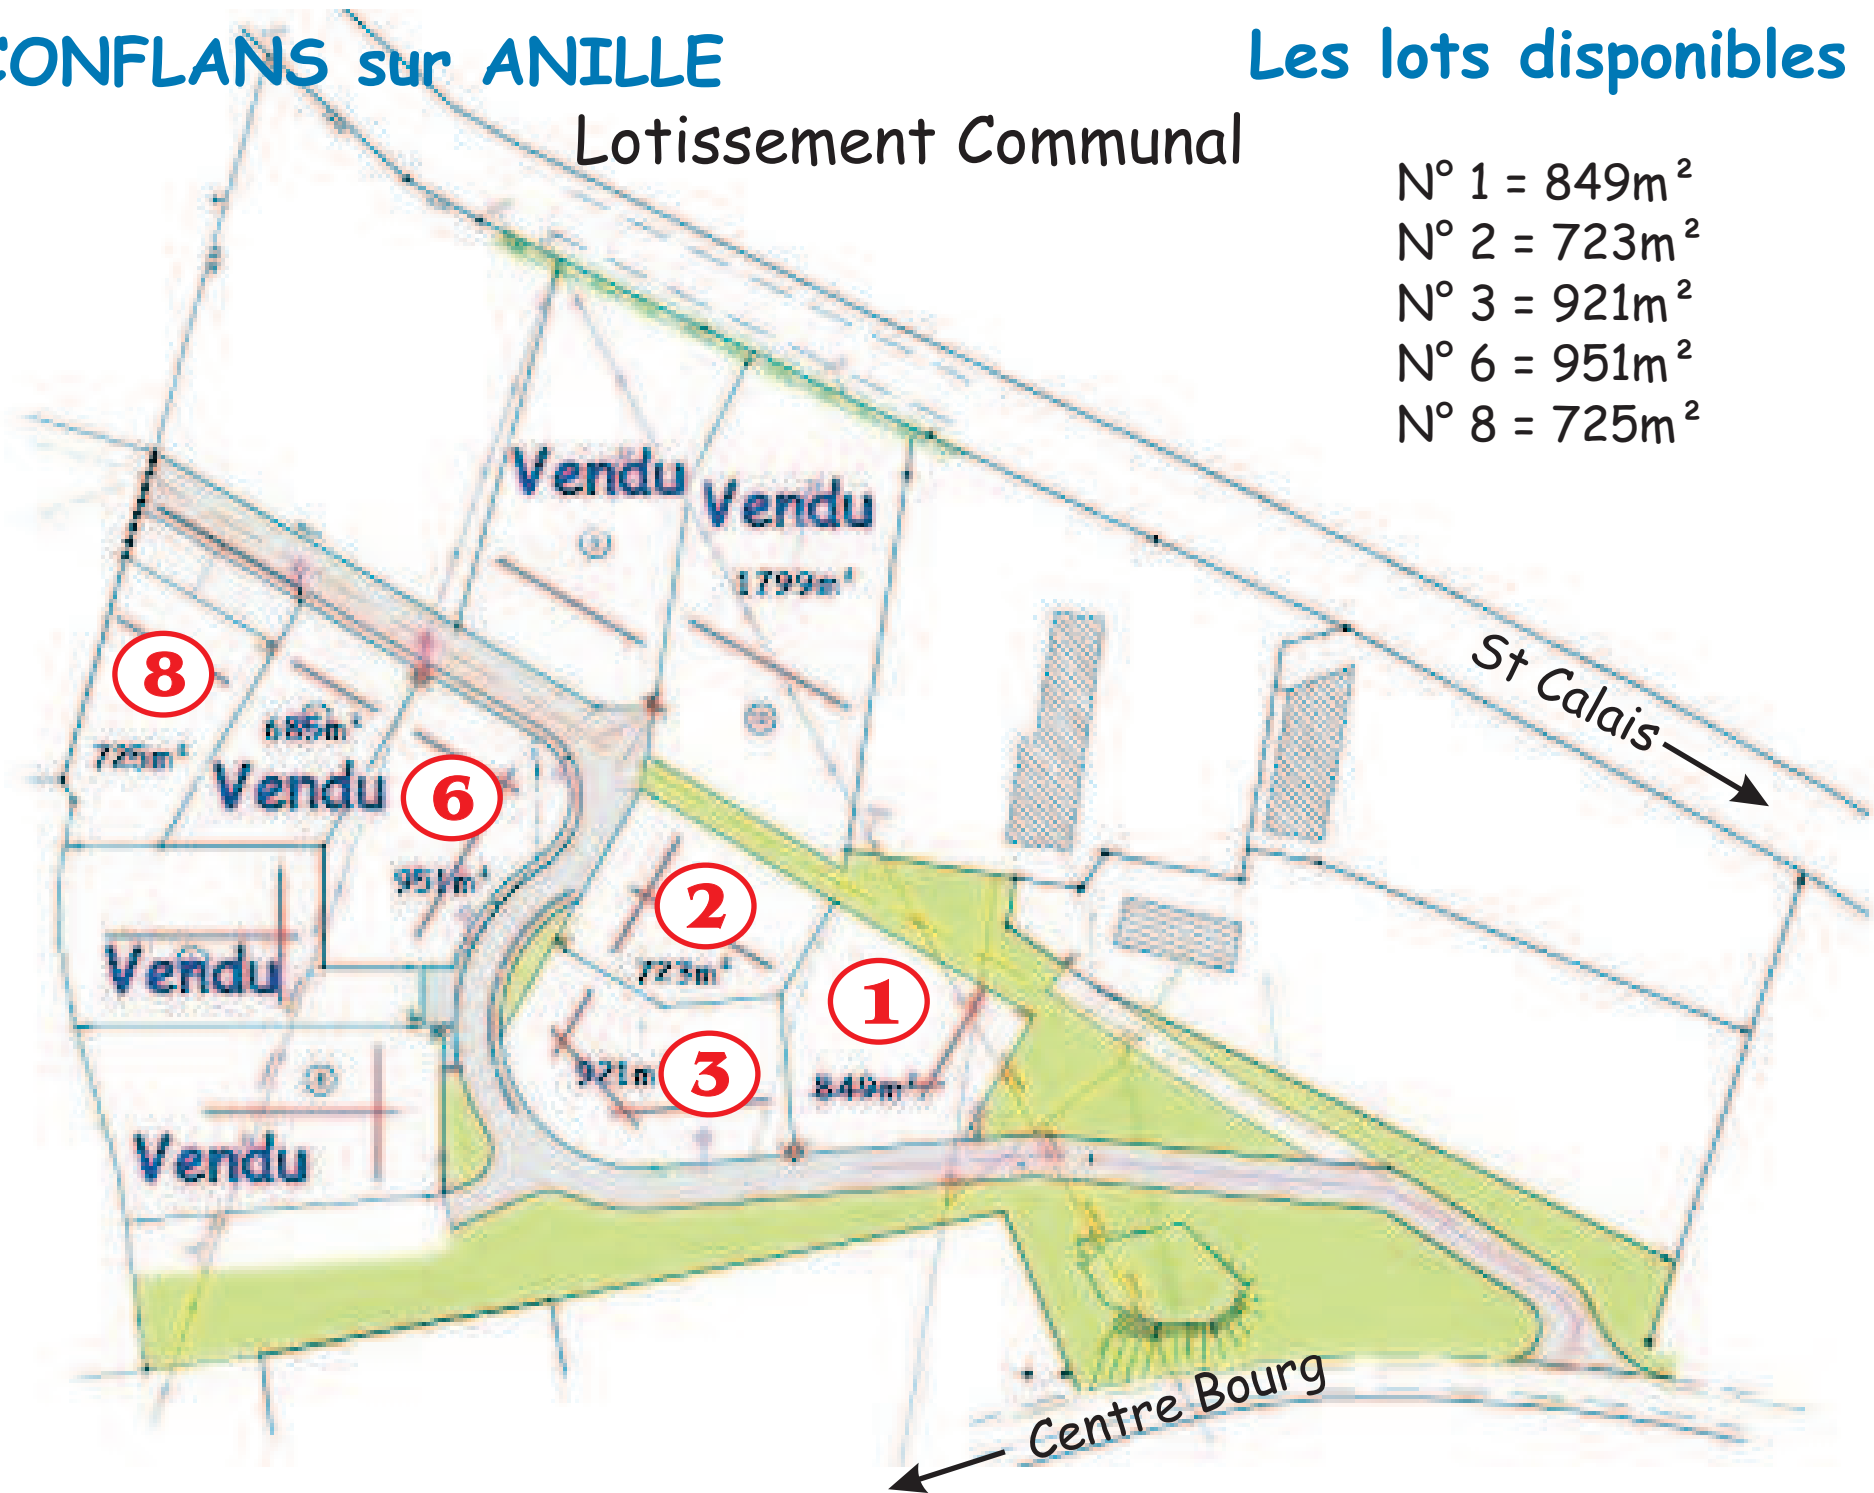 CONFLANS sur ANILLE
Les lots disponibles
Lotissement Communal
N° 1 = 849m²
N° 2 = 723m²
N° 3 = 921m²
N° 6 = 951m²
N° 8 = 725m²
Vendu
Vendu
1799m²
St Calais
8
725m²
685m²
Vendu
6
951m²
2
723m²
1
849m²
3
921m
Vendu
Vendu
Centre Bourg